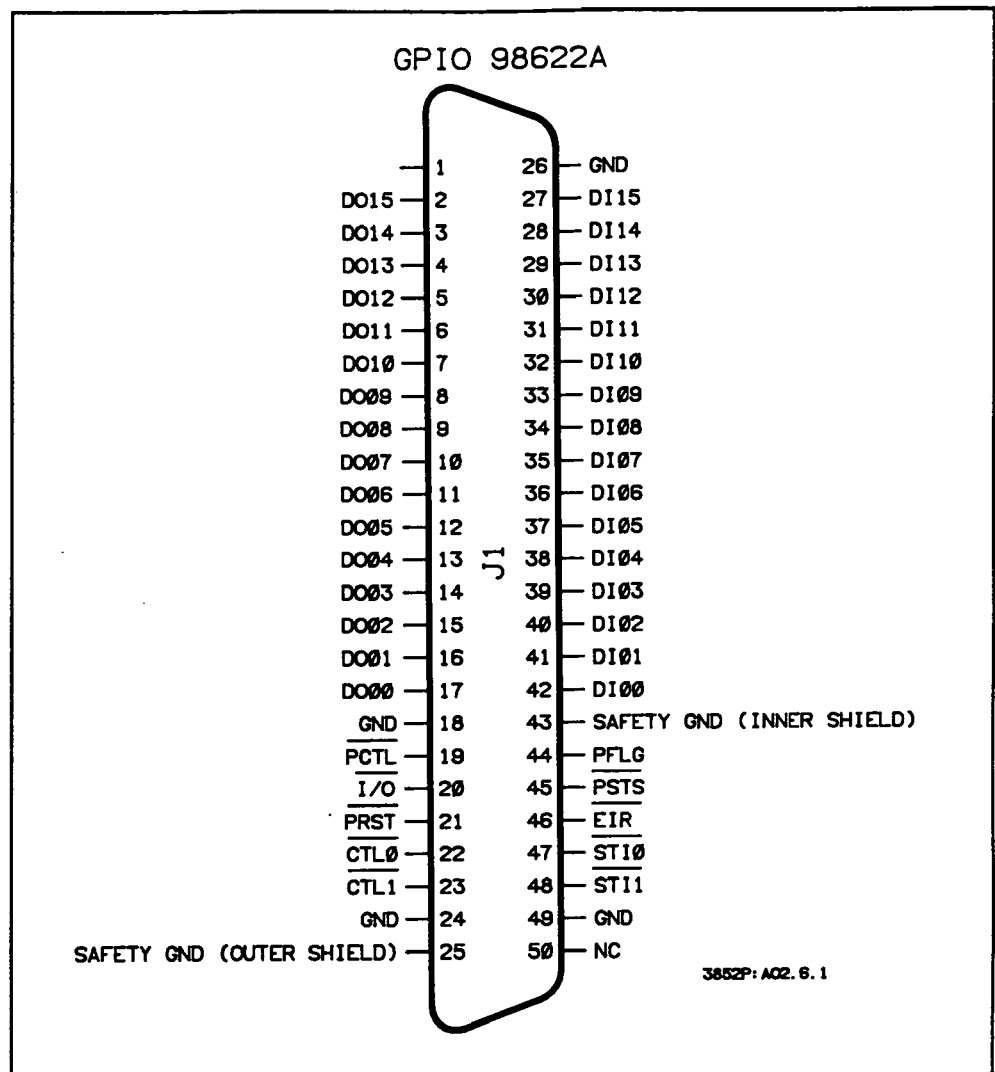 GPIO 98622A
1 26 GND
DO15 2 27 DI15
DO14 3 28 DI14
DO13 4 29 DI13
DO12 5 30 DI12
DO11 6 31 DI11
DO10 7 32 DI10
DO09 8 33 DI09
DO08 9 34 DI08
DO07 10 35 DI07
DO06 11 36 DI06
DO05 12 37 DI05
DO04 13 38 DI04
J1
DO03 14 39 DI03
DO02 15 40 DI02
DO01 16 41 DI01
DO00 17 42 DI00
GND 18 43 SAFETY GND (INNER SHIELD)
PCTL 19 44 PFLG
I/O 20 45 PSTS
PRST 21 46 EIR
CTL0 22 47 STI0
CTL1 23 48 STI1
GND 24 49 GND
SAFETY GND (OUTER SHIELD) 25 50 NC
3852P: A02.6.1